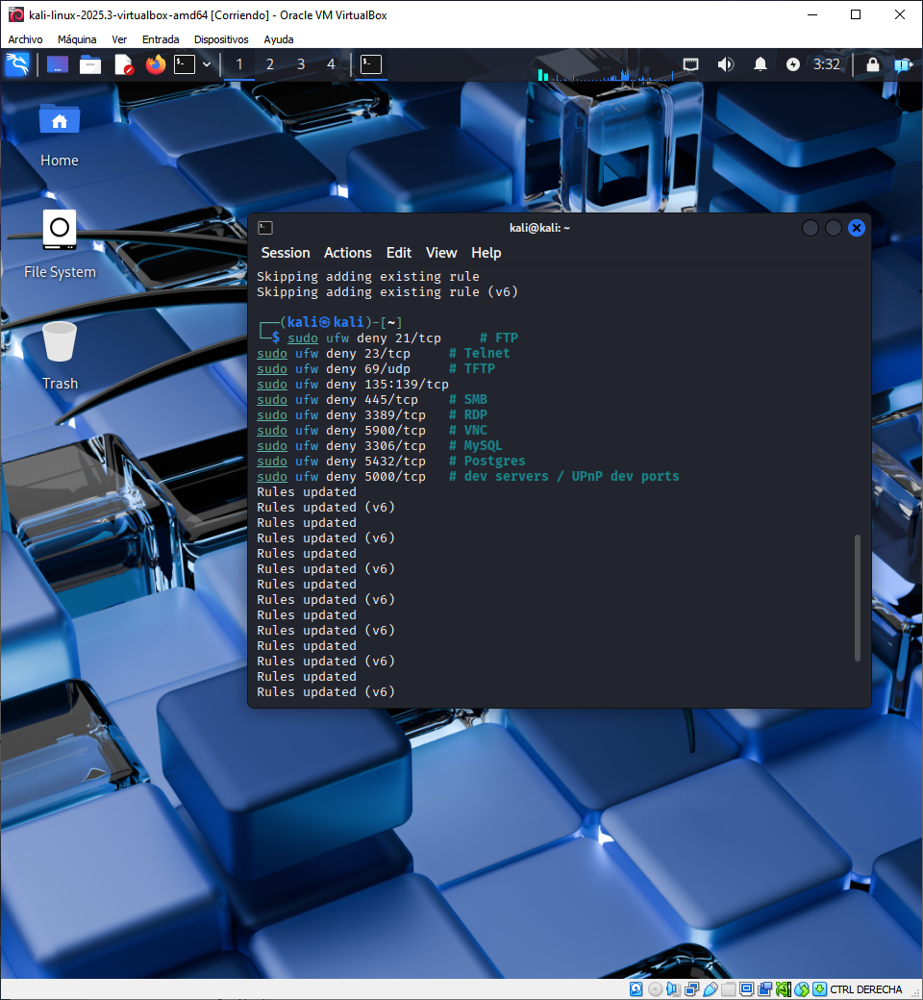 kali-linux-2025.3-virtualbox-amd64 [Corriendo] - Oracle VM VirtualBox
Archivo Máquina Ver Entrada Dispositivos Ayuda
1 2 3 4 3:32
Home
File System
Trash
kali@kali: ~
Session Actions Edit View Help
Skipping adding existing rule
Skipping adding existing rule (v6)
┌──(kali㉿kali)-[~]
└─$ sudo ufw deny 21/tcp # FTP
sudo ufw deny 23/tcp # Telnet
sudo ufw deny 69/udp # TFTP
sudo ufw deny 135:139/tcp
sudo ufw deny 445/tcp # SMB
sudo ufw deny 3389/tcp # RDP
sudo ufw deny 5900/tcp # VNC
sudo ufw deny 3306/tcp # MySQL
sudo ufw deny 5432/tcp # Postgres
sudo ufw deny 5000/tcp # dev servers / UPnP dev ports
Rules updated
Rules updated (v6)
Rules updated
Rules updated (v6)
Rules updated
Rules updated (v6)
Rules updated
Rules updated (v6)
Rules updated
Rules updated (v6)
Rules updated
Rules updated (v6)
Rules updated
Rules updated (v6)
CTRL DERECHA